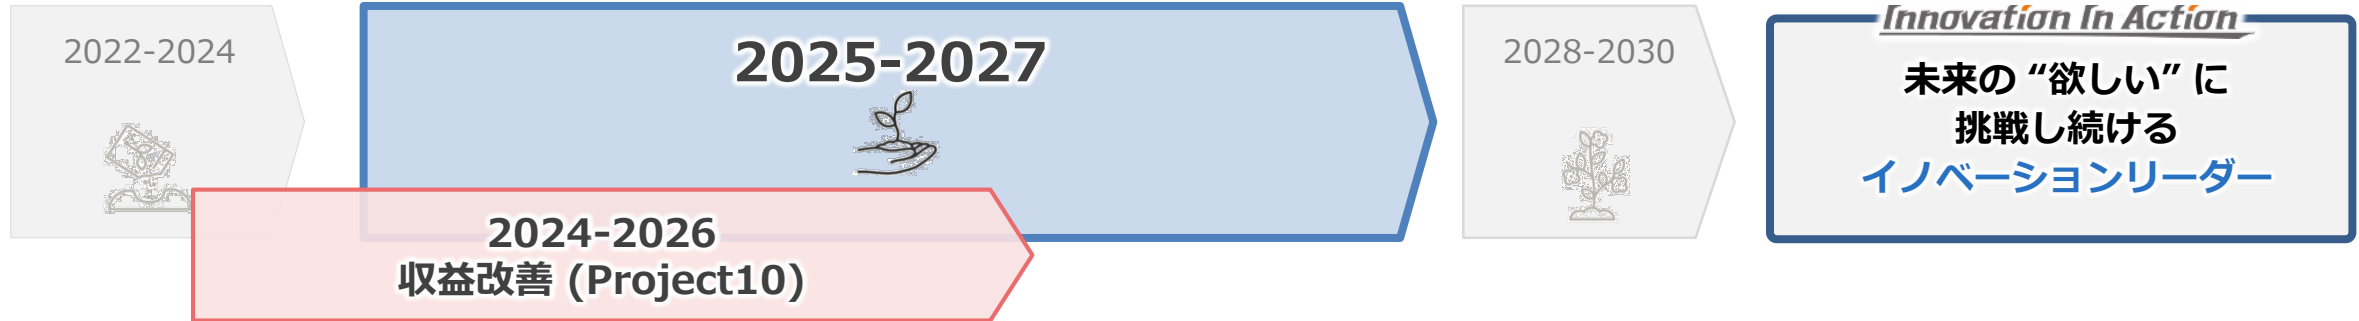 2022-2024
2025-2027
2024-2026
収益改善 (Project10)
2028-2030
Innovation In Action
未来の “欲しい” に
挑戦し続ける
イノベーションリーダー